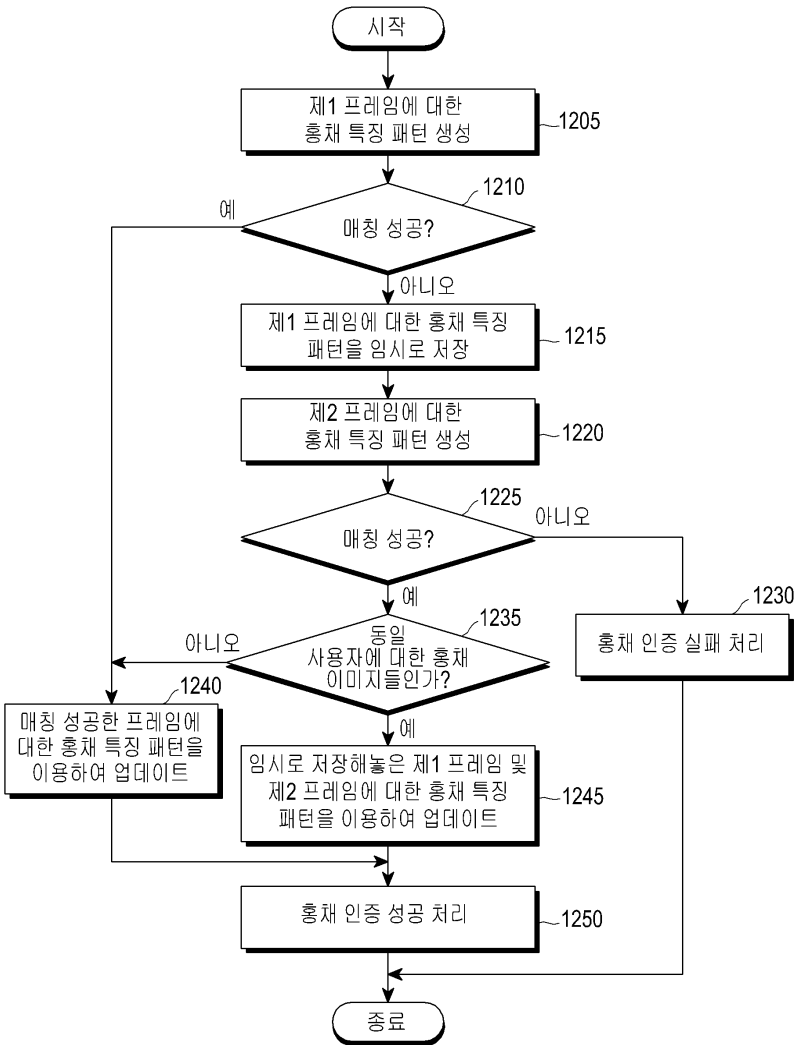 시작
제1 프레임에 대한
홍채 특징 패턴 생성
1205
1210
예
매칭 성공?
아니오
제1 프레임에 대한 홍채 특징
패턴을 임시로 저장
1215
제2 프레임에 대한
홍채 특징 패턴 생성
1220
1225
아니오
매칭 성공?
예
1230
홍채 인증 실패 처리
1235
아니오
동일
사용자에 대한 홍채
이미지들인가?
1240
매칭 성공한 프레임에
대한 홍채 특징 패턴을
이용하여 업데이트
예
임시로 저장해놓은 제1 프레임 및
제2 프레임에 대한 홍채 특징
패턴을 이용하여 업데이트
1245
홍채 인증 성공 처리
1250
종료